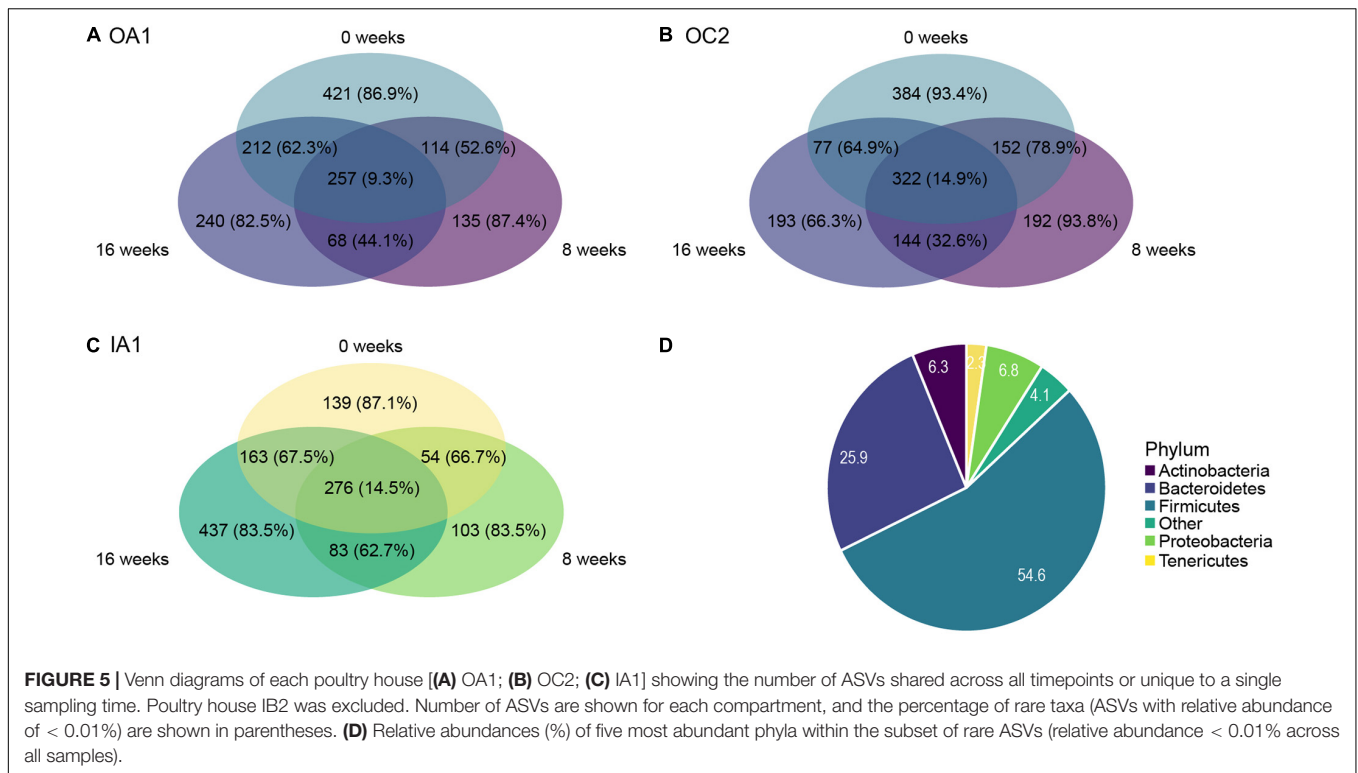 A OA1
0 weeks
421 (86.9%)
212 (62.3%)
114 (52.6%)
257 (9.3%)
240 (82.5%)
135 (87.4%)
68 (44.1%)
16 weeks
8 weeks
B OC2
0 weeks
384 (93.4%)
77 (64.9%)
152 (78.9%)
322 (14.9%)
193 (66.3%)
192 (93.8%)
144 (32.6%)
16 weeks
8 weeks
C IA1
0 weeks
139 (87.1%)
163 (67.5%)
54 (66.7%)
276 (14.5%)
437 (83.5%)
103 (83.5%)
83 (62.7%)
16 weeks
8 weeks
D
6.3
2.3
6.8
4.1
25.9
54.6
Phylum
Actinobacteria
Bacteroidetes
Firmicutes
Other
Proteobacteria
Tenericutes
FIGURE 5 | Venn diagrams of each poultry house [(A) OA1; (B) OC2; (C) IA1] showing the number of ASVs shared across all timepoints or unique to a single
sampling time. Poultry house IB2 was excluded. Number of ASVs are shown for each compartment, and the percentage of rare taxa (ASVs with relative abundance
of < 0.01%) are shown in parentheses. (D) Relative abundances (%) of five most abundant phyla within the subset of rare ASVs (relative abundance < 0.01% across
all samples).